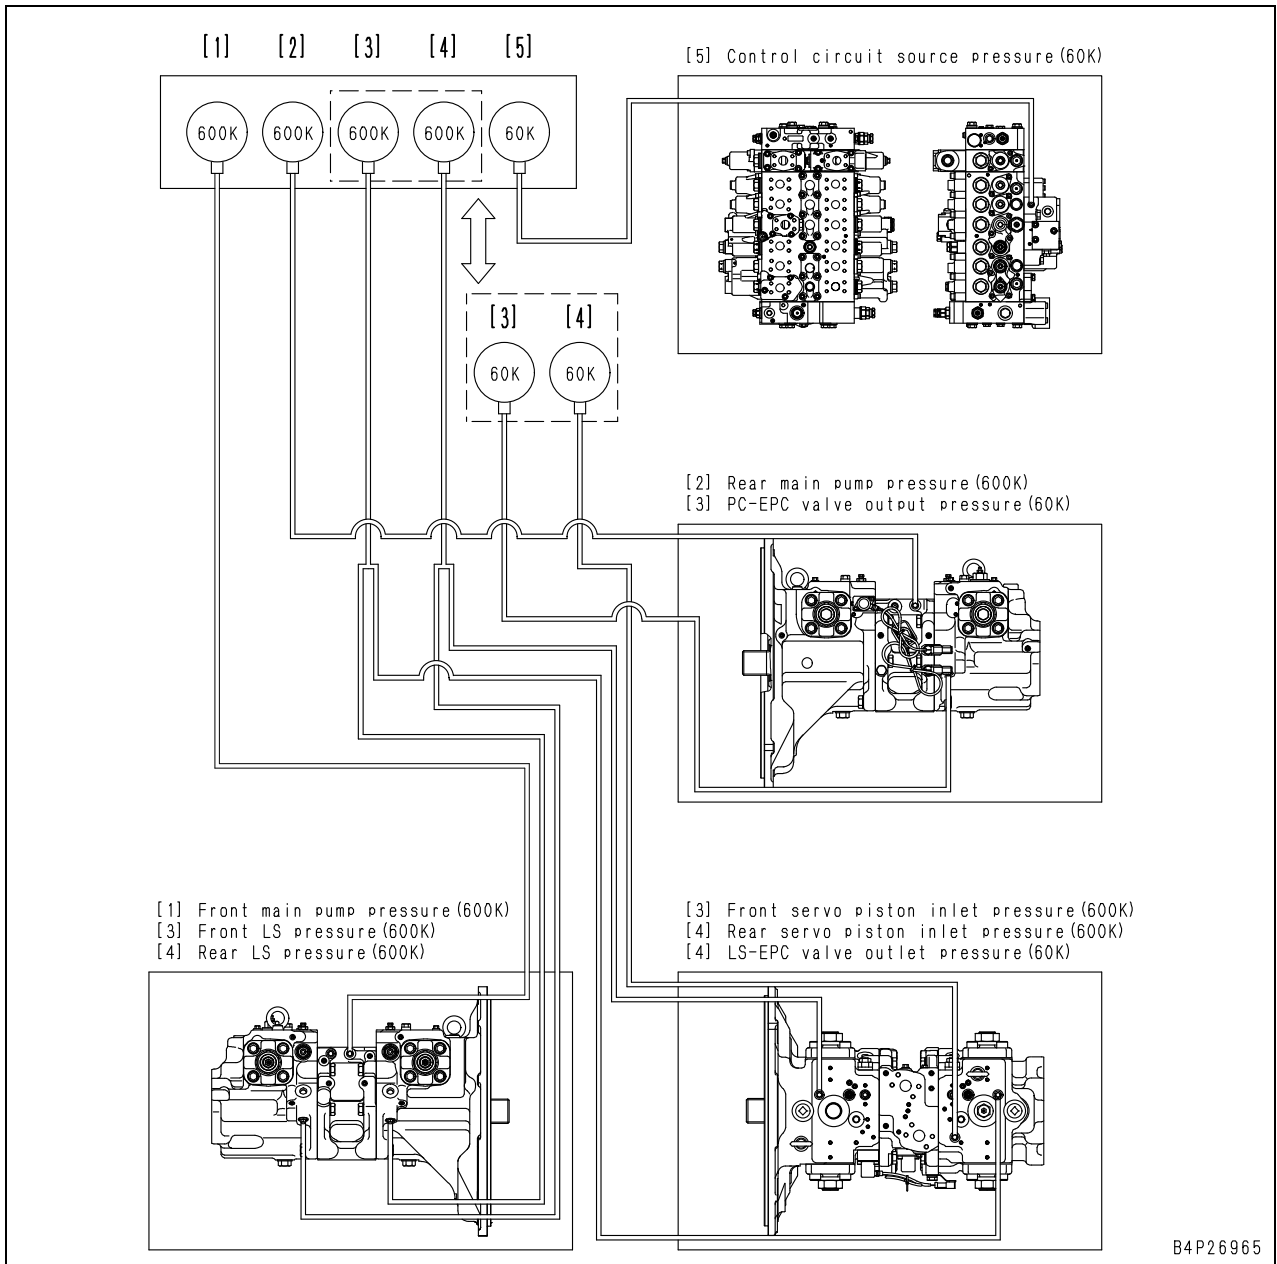 [1] [2] [3] [4] [5]
[5] Control circuit source pressure(60K)
600K 600K 600K 600K 60K
[3] [4]
60K 60K
[2] Rear main pump pressure(600K)
[3] PC-EPC valve output pressure(60K)
[1] Front main pump pressure(600K)
[3] Front LS pressure(600K)
[4] Rear LS pressure(600K)
[3] Front servo piston inlet pressure(600K)
[4] Rear servo piston inlet pressure(600K)
[4] LS-EPC valve outlet pressure(60K)
B4P26965